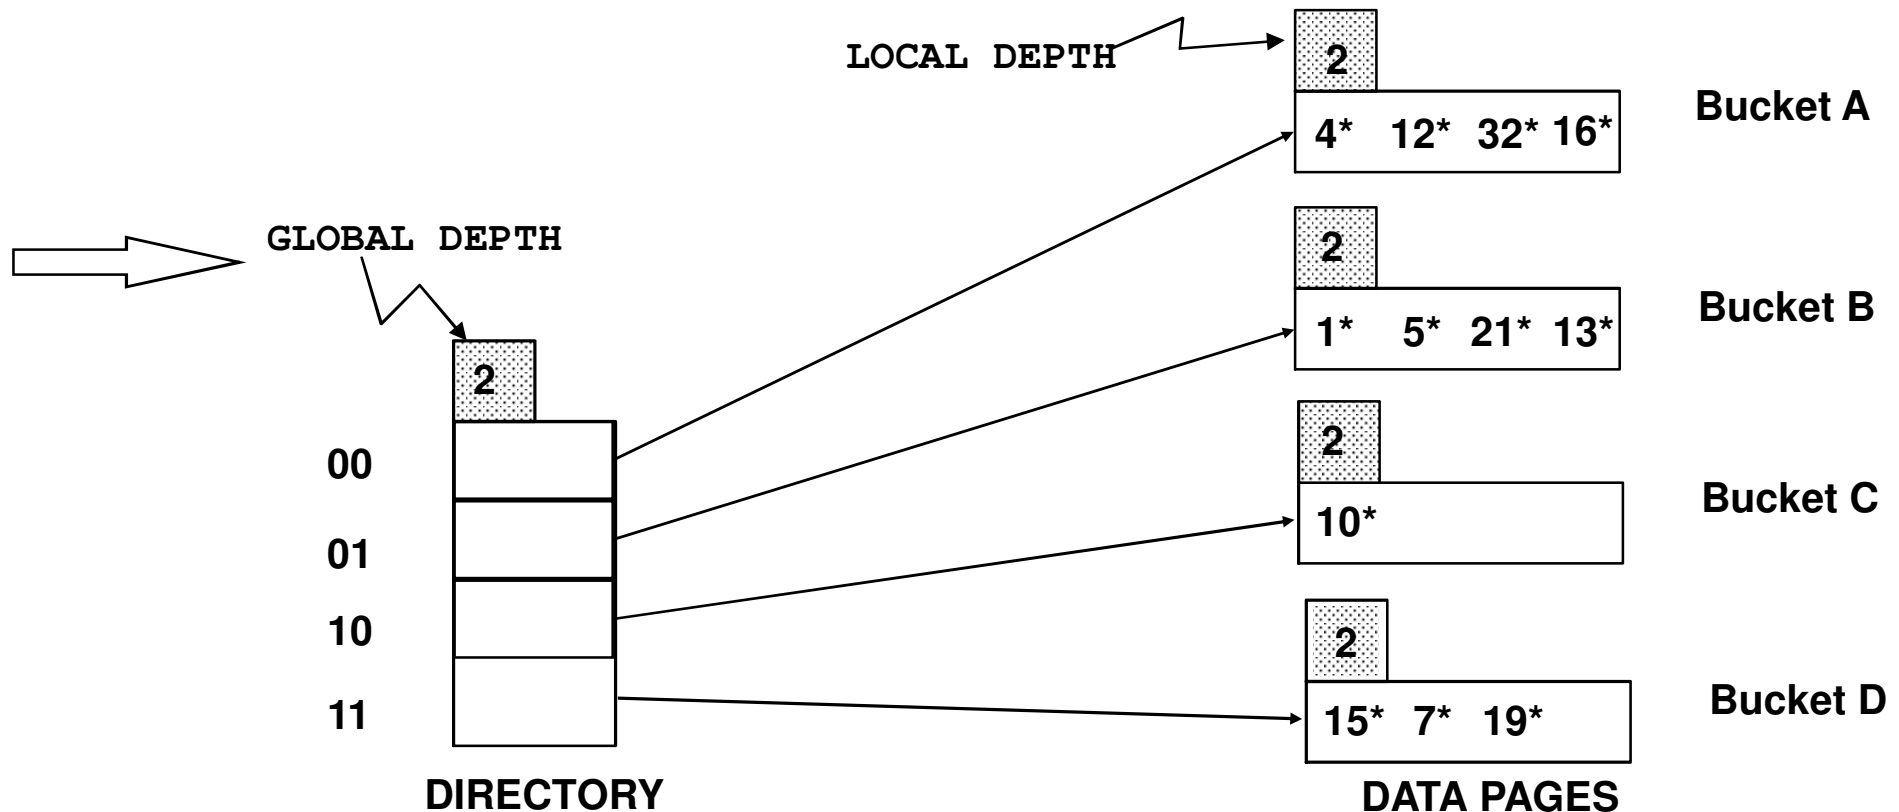 LOCAL DEPTH
2
Bucket A
4* 12* 32* 16*
GLOBAL DEPTH
2
Bucket B
1* 5* 21* 13*
2
2
Bucket C
10*
00
01
10
11
2
Bucket D
15* 7* 19*
DIRECTORY
DATA PAGES